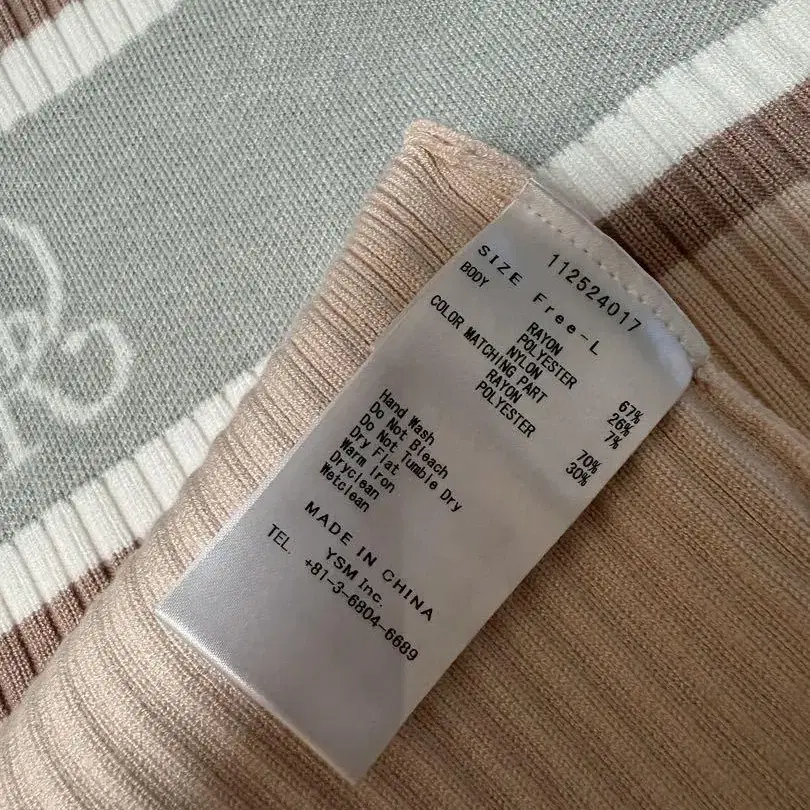 112524017
SIZE Free-L
BODY
RAYON 67%
POLYESTER 26%
NYLON 7%
COLOR MATCHING PART
RAYON 70%
POLYESTER 30%
Hand Wash
Do Not Bleach
Do Not Tumble Dry
Dry Flat
Warm Iron
Dryclean
Wetclean
MADE IN CHINA
YSM Inc.
TEL. +81-3-6804-6689